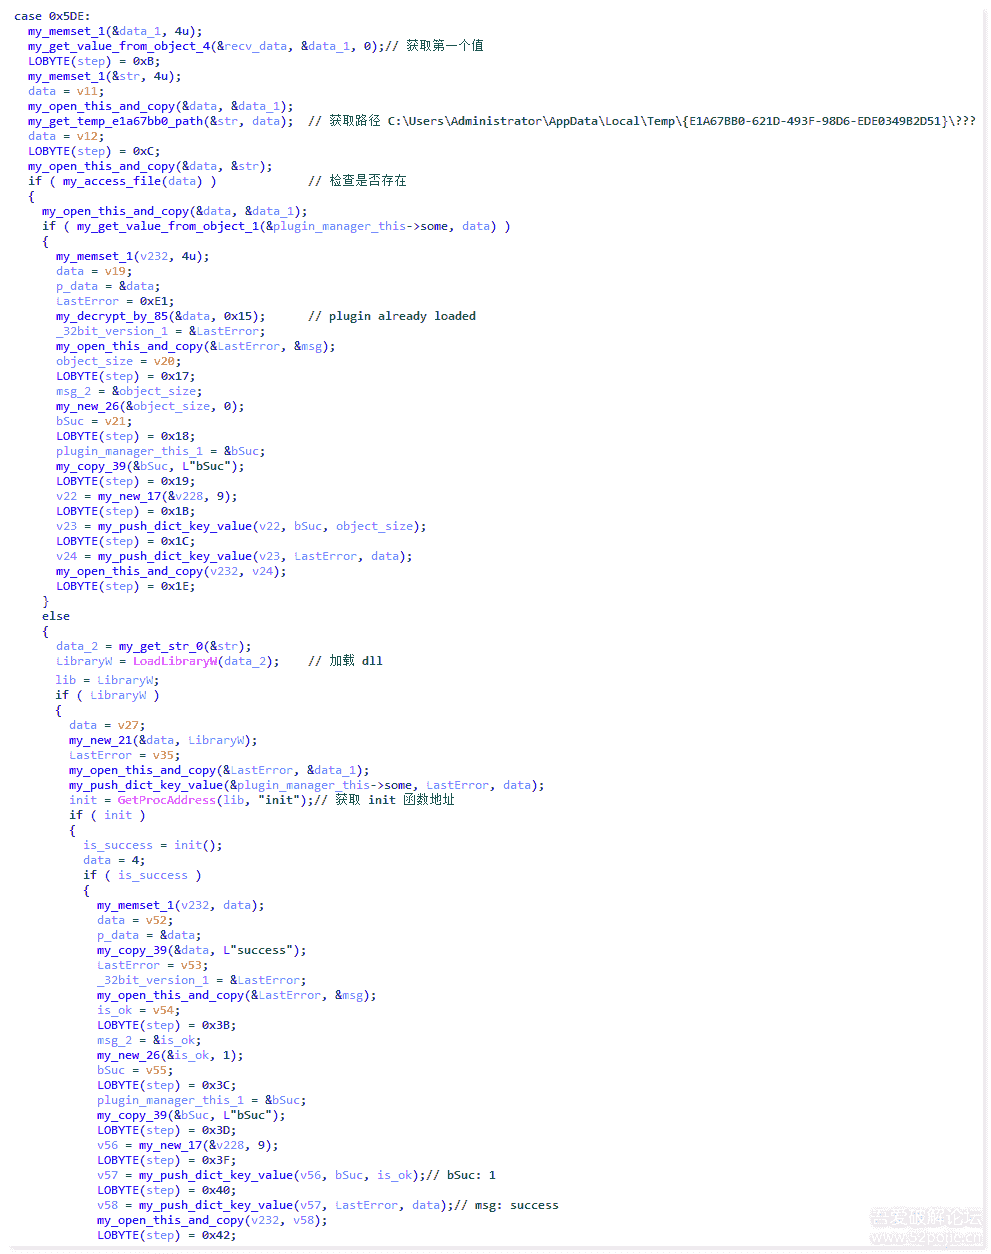 case 0x5DE:
my_memset_1(&data_1, 4u);
my_get_value_from_object_4(&recv_data, &data_1, 0);// 获取第一个值
LOBYTE(step) = 0xB;
my_memset_1(&str, 4u);
data = v11;
my_open_this_and_copy(&data, &data_1);
my_get_temp_e1a67bb0_path(&str, data);  // 获取路径 C:\Users\Administrator\AppData\Local\Temp\{E1A67BB0-621D-493F-98D6-EDE0349B2D51}\???
data = v12;
LOBYTE(step) = 0xC;
my_open_this_and_copy(&data, &str);
if ( my_access_file(data) )             // 检查是否存在
{
my_open_this_and_copy(&data, &data_1);
if ( my_get_value_from_object_1(&plugin_manager_this->some, data) )
{
my_memset_1(v232, 4u);
data = v19;
p_data = &data;
LastError = 0xE1;
my_decrypt_by_85(&data, 0x15);      // plugin already loaded
_32bit_version_1 = &LastError;
my_open_this_and_copy(&LastError, &msg);
object_size = v20;
LOBYTE(step) = 0x17;
msg_2 = &object_size;
my_new_26(&object_size, 0);
bSuc = v21;
LOBYTE(step) = 0x18;
plugin_manager_this_1 = &bSuc;
my_copy_39(&bSuc, L"bSuc");
LOBYTE(step) = 0x19;
v22 = my_new_17(&v228, 9);
LOBYTE(step) = 0x1B;
v23 = my_push_dict_key_value(v22, bSuc, object_size);
LOBYTE(step) = 0x1C;
v24 = my_push_dict_key_value(v23, LastError, data);
my_open_this_and_copy(v232, v24);
LOBYTE(step) = 0x1E;
}
else
{
data_2 = my_get_str_0(&str);
LibraryW = LoadLibraryW(data_2);    // 加载 dll
lib = LibraryW;
if ( LibraryW )
{
data = v27;
my_new_21(&data, LibraryW);
LastError = v35;
my_open_this_and_copy(&LastError, &data_1);
my_push_dict_key_value(&plugin_manager_this->some, LastError, data);
init = GetProcAddress(lib, "init");// 获取 init 函数地址
if ( init )
{
is_success = init();
data = 4;
if ( is_success )
{
my_memset_1(v232, data);
data = v52;
p_data = &data;
my_copy_39(&data, L"success");
LastError = v53;
_32bit_version_1 = &LastError;
my_open_this_and_copy(&LastError, &msg);
is_ok = v54;
LOBYTE(step) = 0x3B;
msg_2 = &is_ok;
my_new_26(&is_ok, 1);
bSuc = v55;
LOBYTE(step) = 0x3C;
plugin_manager_this_1 = &bSuc;
my_copy_39(&bSuc, L"bSuc");
LOBYTE(step) = 0x3D;
v56 = my_new_17(&v228, 9);
LOBYTE(step) = 0x3F;
v57 = my_push_dict_key_value(v56, bSuc, is_ok);// bSuc: 1
LOBYTE(step) = 0x40;
v58 = my_push_dict_key_value(v57, LastError, data);// msg: success
my_open_this_and_copy(v232, v58);
LOBYTE(step) = 0x42;
吾爱破解论坛
www.52pojie.cn